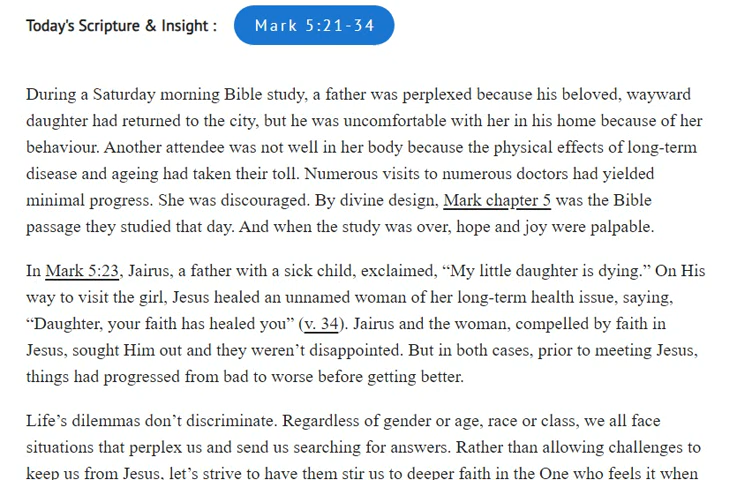 Today's Scripture & Insight :
Mark 5:21-34
During a Saturday morning Bible study, a father was perplexed because his beloved, wayward
daughter had returned to the city, but he was uncomfortable with her in his home because of her
behaviour. Another attendee was not well in her body because the physical effects of long-term
disease and ageing had taken their toll. Numerous visits to numerous doctors had yielded
minimal progress. She was discouraged. By divine design, Mark chapter 5 was the Bible
passage they studied that day. And when the study was over, hope and joy were palpable.
In Mark 5:23, Jairus, a father with a sick child, exclaimed, “My little daughter is dying.” On His
way to visit the girl, Jesus healed an unnamed woman of her long-term health issue, saying,
“Daughter, your faith has healed you” (v. 34). Jairus and the woman, compelled by faith in
Jesus, sought Him out and they weren’t disappointed. But in both cases, prior to meeting Jesus,
things had progressed from bad to worse before getting better.
Life’s dilemmas don’t discriminate. Regardless of gender or age, race or class, we all face
situations that perplex us and send us searching for answers. Rather than allowing challenges to
keep us from Jesus, let’s strive to have them stir us to deeper faith in the One who feels it when